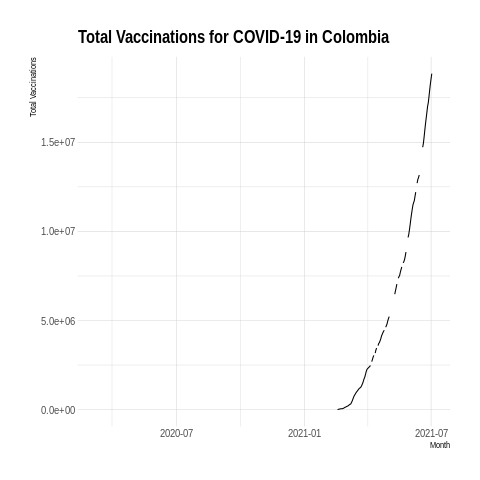 Total Vaccinations for COVID-19 in Colombia
Total Vaccinations
1.5e+07
1.0e+07
5.0e+06
0.0e+00
2020-07 2021-01 2021-07
Month